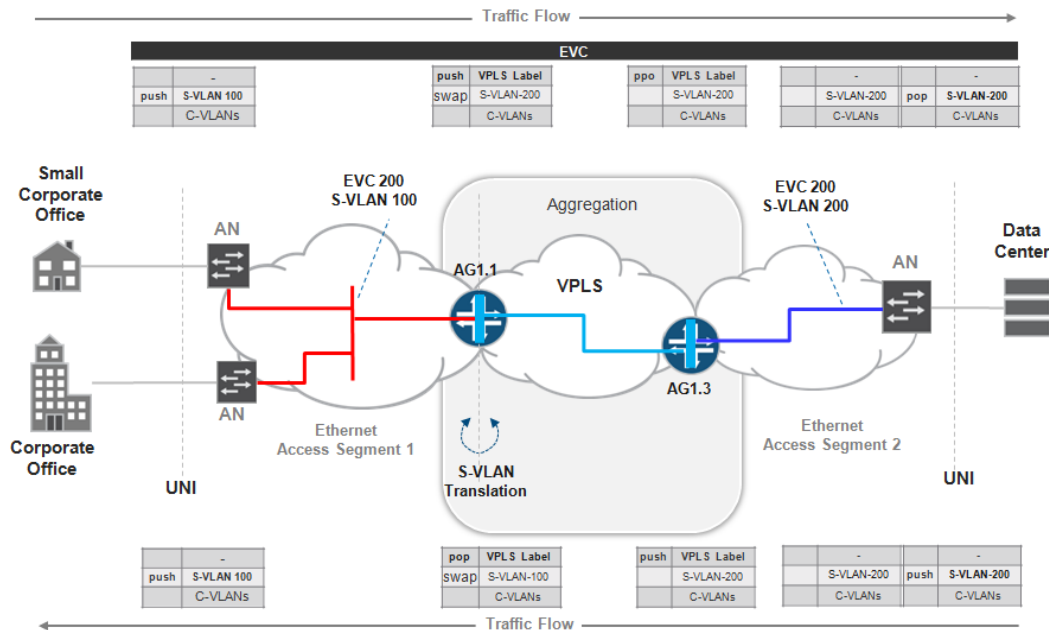 Traffic Flow
EVC
-
push S-VLAN 100
C-VLANs
push VPLS Label
swap S-VLAN-200
C-VLANs
ppo VPLS Label
S-VLAN-200
C-VLANs
- -
S-VLAN-200 pop S-VLAN-200
C-VLANs C-VLANs
Small
Corporate
Office
EVC 200
S-VLAN 100
Aggregation
EVC 200
S-VLAN 200
Data
Center
AN
AG1.1
VPLS
AN
AG1.3
AN
Corporate
Office
Ethernet
Access Segment 1
Ethernet
Access Segment 2
UNI
S-VLAN
Translation
UNI
-
push S-VLAN 100
C-VLANs
pop VPLS Label
swap S-VLAN-100
C-VLANs
push VPLS Label
S-VLAN-200
C-VLANs
- -
S-VLAN-200 push S-VLAN-200
C-VLANs C-VLANs
Traffic Flow